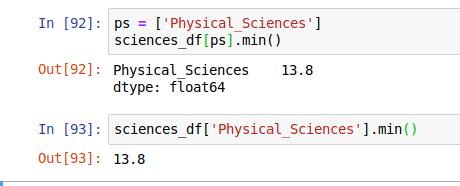 In [92]: ps = ['Physical_Sciences']
sciences_df[ps].min()
Out[92]: Physical_Sciences    13.8
dtype: float64
In [93]: sciences_df['Physical_Sciences'].min()
Out[93]: 13.8